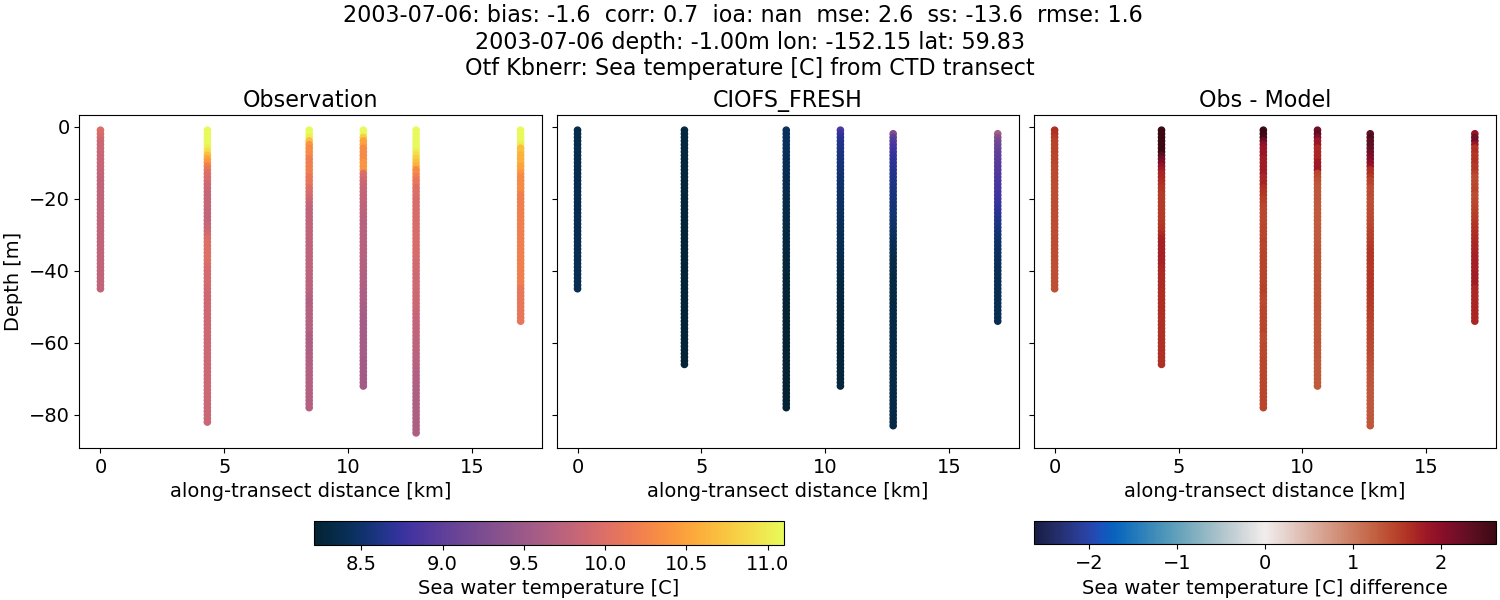 2003-07-06: bias: -1.6  corr: 0.7  ioa: nan  mse: 2.6  ss: -13.6  rmse: 1.6
2003-07-06 depth: -1.00m lon: -152.15 lat: 59.83
Otf Kbnerr: Sea temperature [C] from CTD transect
Observation
CIOFS_FRESH
Obs - Model
Depth [m]
0
−20
−40
−60
−80
0 5 10 15
0 5 10 15
0 5 10 15
along-transect distance [km]
along-transect distance [km]
along-transect distance [km]
8.5 9.0 9.5 10.0 10.5 11.0
Sea water temperature [C]
−2 −1 0 1 2
Sea water temperature [C] difference